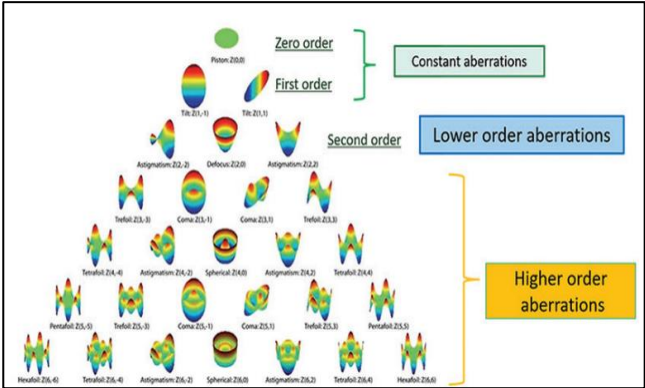 Zero order
Piston:Z(0,0)
Constant aberrations
First order
Tilt:Z(1,-1) Tilt:Z(1,1)
Second order
Lower order aberrations
Astigmatism:Z(2,-2) Defocus:Z(2,0) Astigmatism:Z(2,2)
Trefoil:Z(3,-3) Coma:Z(3,-1) Coma:Z(3,1) Trefoil:Z(3,3)
Tetrafoil:Z(4,-4) Astigmatism:Z(4,-2) Spherical:Z(4,0) Astigmatism:Z(4,2) Tetrafoil:Z(4,4)
Higher order
aberrations
Pentafoil:Z(5,-5) Trefoil:Z(5,-3) Coma:Z(5,-1) Coma:Z(5,1) Trefoil:Z(5,3) Pentafoil:Z(5,5)
Hexafoil:Z(6,-6) Tetrafoil:Z(6,-4) Astigmatism:Z(6,-2) Spherical:Z(6,0) Astigmatism:Z(6,2) Tetrafoil:Z(6,4) Hexafoil:Z(6,6)